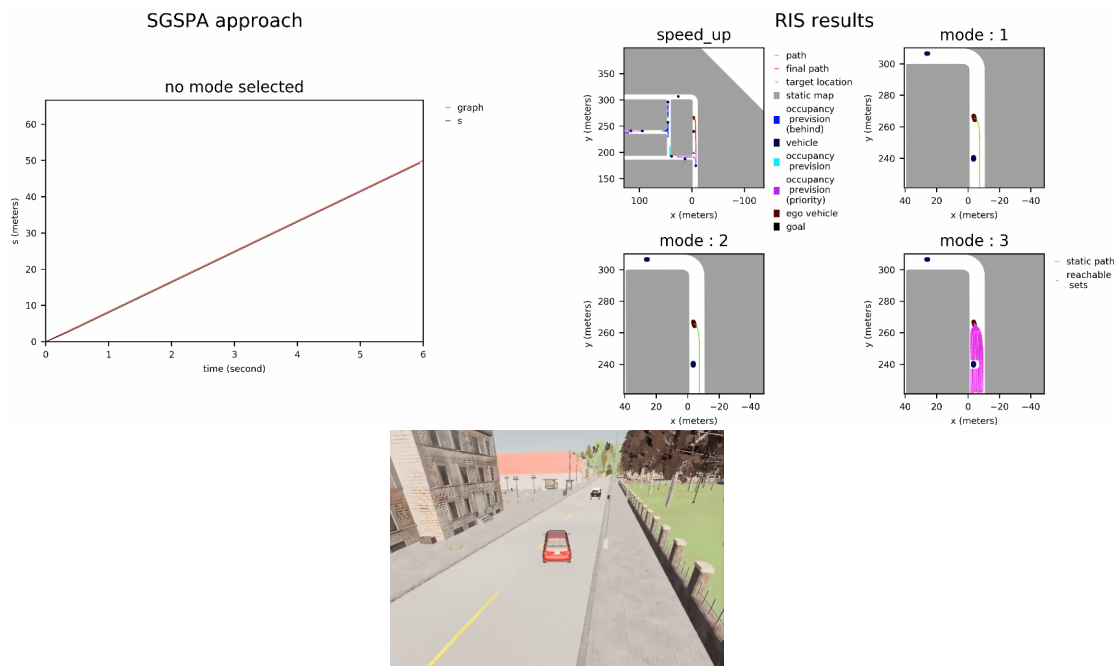 SGSPA approach
RIS results
no mode selected
graph
s
60
50
40
30
20
10
0
s (meters)
0
1
2
3
4
5
6
time (second)
speed_up
400
350
300
250
200
150
y (meters)
100
0
−100
x (meters)
path
final path
target location
static map
occupancy
prevision
(behind)
vehicle
occupancy
prevision
occupancy
prevision
(priority)
ego vehicle
goal
mode : 1
300
280
260
240
y (meters)
40
20
0
−20
−40
x (meters)
mode : 2
300
280
260
240
y (meters)
40
20
0
−20
−40
x (meters)
mode : 3
300
280
260
240
y (meters)
40
20
0
−20
−40
x (meters)
static path
reachable
sets